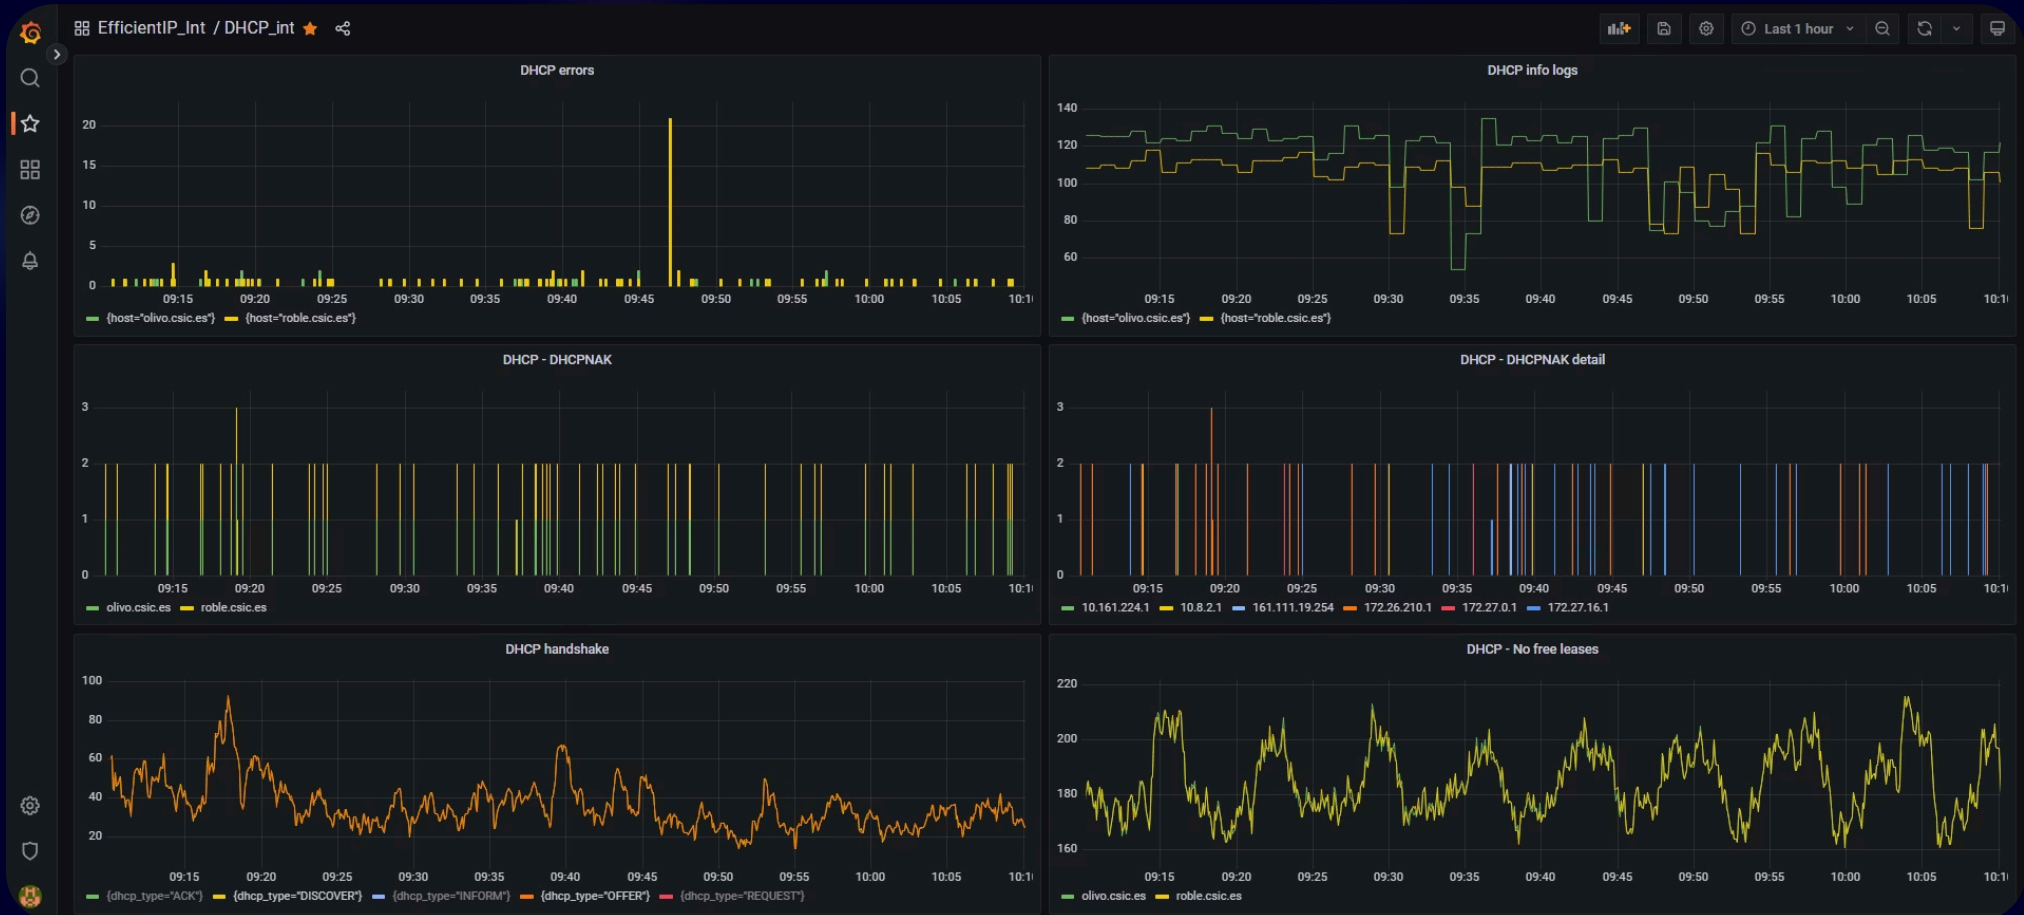 EfficientIP_Int / DHCP_int
Last 1 hour
DHCP errors
20
15
10
5
0
09:15 09:20 09:25 09:30 09:35 09:40 09:45 09:50 09:55 10:00 10:05
{host="olivo.csic.es"} {host="roble.csic.es"}
DHCP info logs
140
120
100
80
60
09:15 09:20 09:25 09:30 09:35 09:40 09:45 09:50 09:55 10:00 10:05
{host="olivo.csic.es"} {host="roble.csic.es"}
DHCP - DHCPNAK
3
2
1
0
09:15 09:20 09:25 09:30 09:35 09:40 09:45 09:50 09:55 10:00 10:05
olivo.csic.es roble.csic.es
DHCP - DHCPNAK detail
3
2
1
0
09:15 09:20 09:25 09:30 09:35 09:40 09:45 09:50 09:55 10:00 10:05
10.161.224.1 10.8.2.1 161.111.19.254 172.26.210.1 172.27.0.1 172.27.16.1
DHCP handshake
100
80
60
40
20
09:15 09:20 09:25 09:30 09:35 09:40 09:45 09:50 09:55 10:00 10:05
{dhcp_type="ACK"} {dhcp_type="DISCOVER"} {dhcp_type="INFORM"} {dhcp_type="OFFER"} {dhcp_type="REQUEST"}
DHCP - No free leases
220
200
180
160
09:15 09:20 09:25 09:30 09:35 09:40 09:45 09:50 09:55 10:00 10:05
olivo.csic.es roble.csic.es